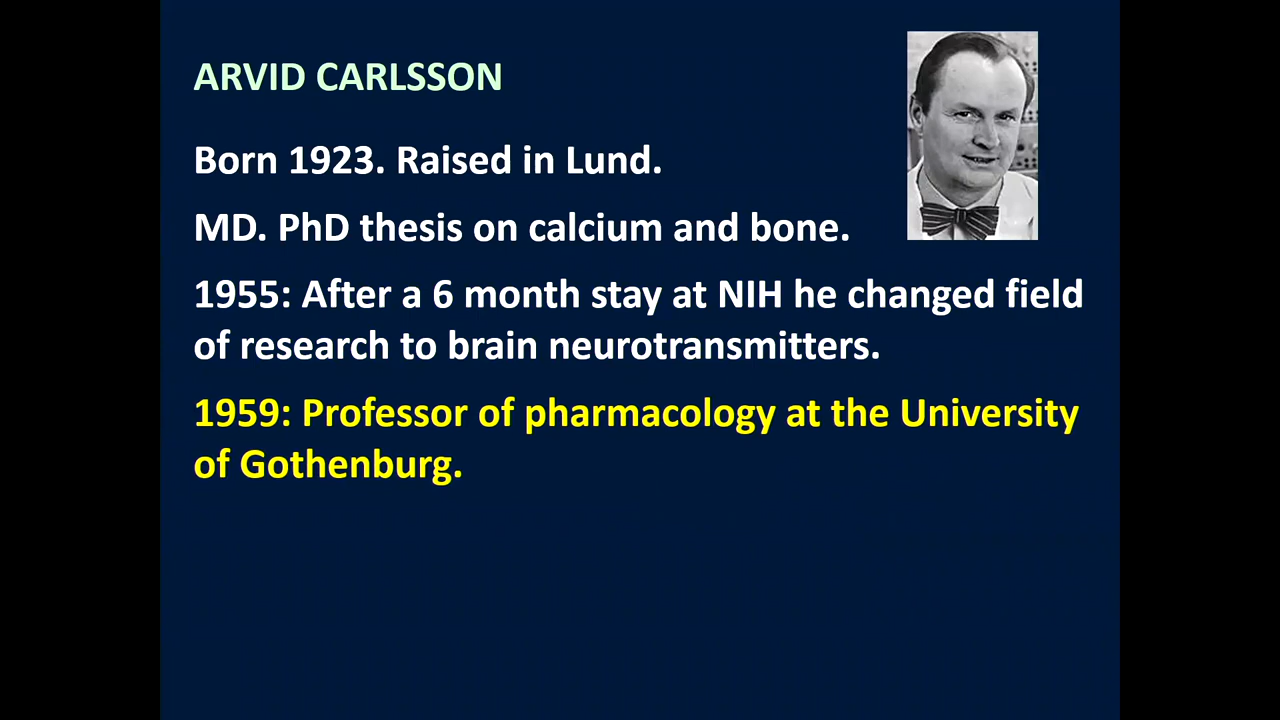 ARVID CARLSSON
Born 1923. Raised in Lund.
MD. PhD thesis on calcium and bone.
1955: After a 6 month stay at NIH he changed field
of research to brain neurotransmitters.
1959: Professor of pharmacology at the University
of Gothenburg.